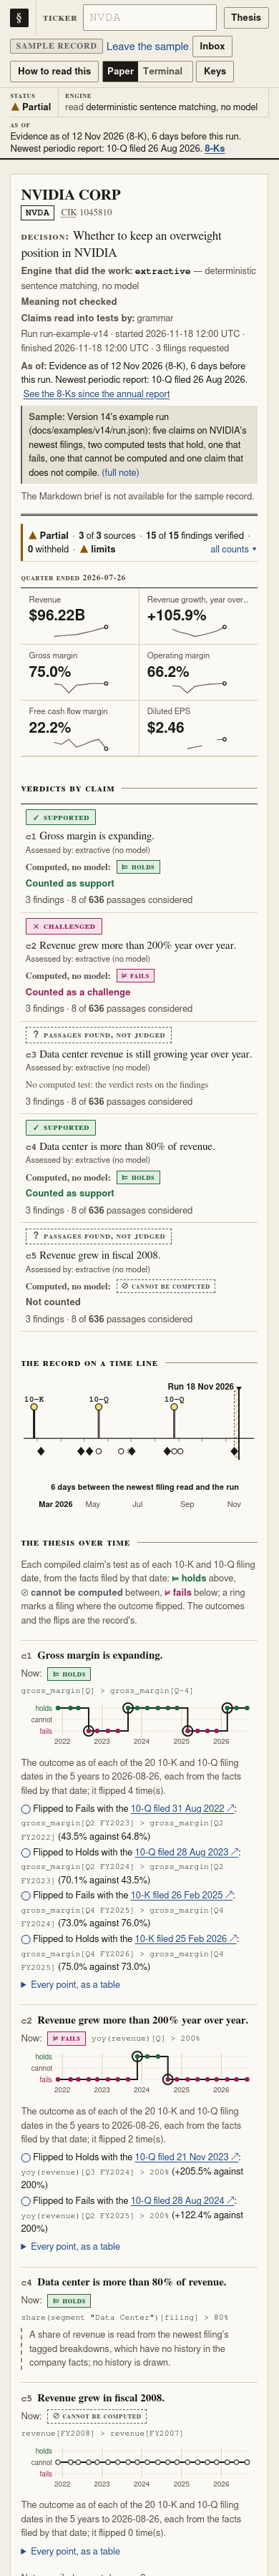 § TICKER NVDA Thesis
SAMPLE RECORD Leave the sample Inbox
How to read this Paper Terminal Keys
STATUS
▲ Partial
ENGINE
read deterministic sentence matching, no model
AS OF
Evidence as of 12 Nov 2026 (8-K), 6 days before this run.
Newest periodic report: 10-Q filed 26 Aug 2026. 8-Ks
NVIDIA CORP
NVDA CIK 1045810
DECISION: Whether to keep an overweight
position in NVIDIA
Engine that did the work: extractive — deterministic
sentence matching, no model
Meaning not checked
Claims read into tests by: grammar
Run run-example-v14 · started 2026-11-18 12:00 UTC ·
finished 2026-11-18 12:00 UTC · 3 filings requested
As of: Evidence as of 12 Nov 2026 (8-K), 6 days before
this run. Newest periodic report: 10-Q filed 26 Aug 2026.
See the 8-Ks since the annual report
Sample: Version 14's example run
(docs/examples/v14/run.json): five claims on NVIDIA's
newest filings, two computed tests that hold, one that
fails, one that cannot be computed and one claim that
does not compile. (full note)
The Markdown brief is not available for the sample record.
▲ Partial · 3 of 3 sources · 15 of 15 findings verified ·
0 withheld · ▲ limits all counts ▾
QUARTER ENDED 2026-07-26
Revenue
$96.22B
Revenue growth, year over...
+105.9%
Gross margin
75.0%
Operating margin
66.2%
Free cash flow margin
22.2%
Diluted EPS
$2.46
VERDICTS BY CLAIM
✓ SUPPORTED
c1 Gross margin is expanding.
Assessed by: extractive (no model)
Computed, no model: ⊨ HOLDS
Counted as support
3 findings · 8 of 636 passages considered
✕ CHALLENGED
c2 Revenue grew more than 200% year over year.
Assessed by: extractive (no model)
Computed, no model: ⊭ FAILS
Counted as a challenge
3 findings · 8 of 636 passages considered
? PASSAGES FOUND, NOT JUDGED
c3 Data center revenue is still growing year over year.
Assessed by: extractive (no model)
No computed test: the verdict rests on the findings
3 findings · 8 of 636 passages considered
✓ SUPPORTED
c4 Data center is more than 80% of revenue.
Assessed by: extractive (no model)
Computed, no model: ⊨ HOLDS
Counted as support
3 findings · 8 of 636 passages considered
? PASSAGES FOUND, NOT JUDGED
c5 Revenue grew in fiscal 2008.
Assessed by: extractive (no model)
Computed, no model: ⊘ CANNOT BE COMPUTED
Not counted
3 findings · 8 of 636 passages considered
THE RECORD ON A TIME LINE
Run 18 Nov 2026
10-K 10-Q 10-Q
6 days between the newest filing read and the run
Mar 2026 May Jul Sep Nov
THE THESIS OVER TIME
Each compiled claim's test as of each 10-K and 10-Q filing
date, from the facts filed by that date: ⊨ holds above,
⊘ cannot be computed between, ⊭ fails below; a ring
marks a filing where the outcome flipped. The outcomes
and the flips are the record's.
c1 Gross margin is expanding.
Now: ⊨ HOLDS
gross_margin[Q] > gross_margin[Q-4]
holds
cannot
fails
2022 2023 2024 2025 2026
The outcome as of each of the 20 10-K and 10-Q filing
dates in the 5 years to 2026-08-26, each from the facts
filed by that date; it flipped 4 time(s).
Flipped to Fails with the 10-Q filed 31 Aug 2022 ↗:
gross_margin[Q2 FY2023] > gross_margin[Q2
FY2022] (43.5% against 64.8%)
Flipped to Holds with the 10-Q filed 28 Aug 2023 ↗:
gross_margin[Q2 FY2024] > gross_margin[Q2
FY2023] (70.1% against 43.5%)
Flipped to Fails with the 10-K filed 26 Feb 2025 ↗:
gross_margin[Q4 FY2025] > gross_margin[Q4
FY2024] (73.0% against 76.0%)
Flipped to Holds with the 10-K filed 25 Feb 2026 ↗:
gross_margin[Q4 FY2026] > gross_margin[Q4
FY2025] (75.0% against 73.0%)
▶ Every point, as a table
c2 Revenue grew more than 200% year over year.
Now: ⊭ FAILS yoy(revenue)[Q] > 200%
holds
cannot
fails
2022 2023 2024 2025 2026
The outcome as of each of the 20 10-K and 10-Q filing
dates in the 5 years to 2026-08-26, each from the facts
filed by that date; it flipped 2 time(s).
Flipped to Holds with the 10-Q filed 21 Nov 2023 ↗:
yoy(revenue)[Q3 FY2024] > 200% (+205.5% against
200%)
Flipped to Fails with the 10-Q filed 28 Aug 2024 ↗:
yoy(revenue)[Q2 FY2025] > 200% (+122.4% against
200%)
▶ Every point, as a table
c4 Data center is more than 80% of revenue.
Now: ⊨ HOLDS
share(segment "Data Center")[filing] > 80%
A share of revenue is read from the newest filing's
tagged breakdowns, which have no history in the
company facts; no history is drawn.
c5 Revenue grew in fiscal 2008.
Now: ⊘ CANNOT BE COMPUTED
revenue[FY2008] > revenue[FY2007]
holds
cannot
fails
2022 2023 2024 2025 2026
The outcome as of each of the 20 10-K and 10-Q filing
dates in the 5 years to 2026-08-26, each from the facts
filed by that date; it flipped 0 time(s).
▶ Every point, as a table